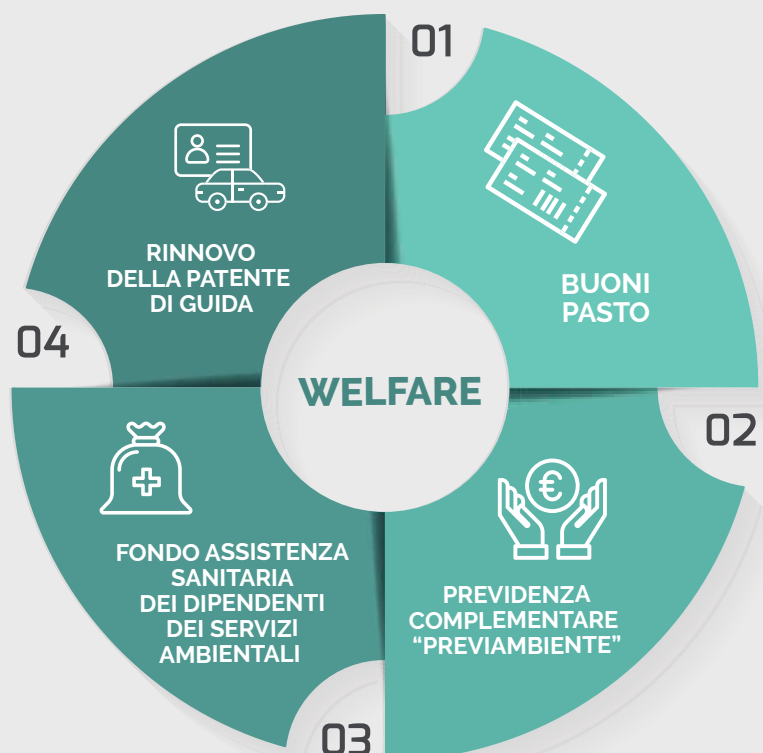 01
BUONI
PASTO
02
PREVIDENZA
COMPLEMENTARE
“PREVIAMBIENTE”
03
FONDO ASSISTENZA
SANITARIA
DEI DIPENDENTI
DEI SERVIZI
AMBIENTALI
04
RINNOVO
DELLA PATENTE
DI GUIDA
WELFARE
€